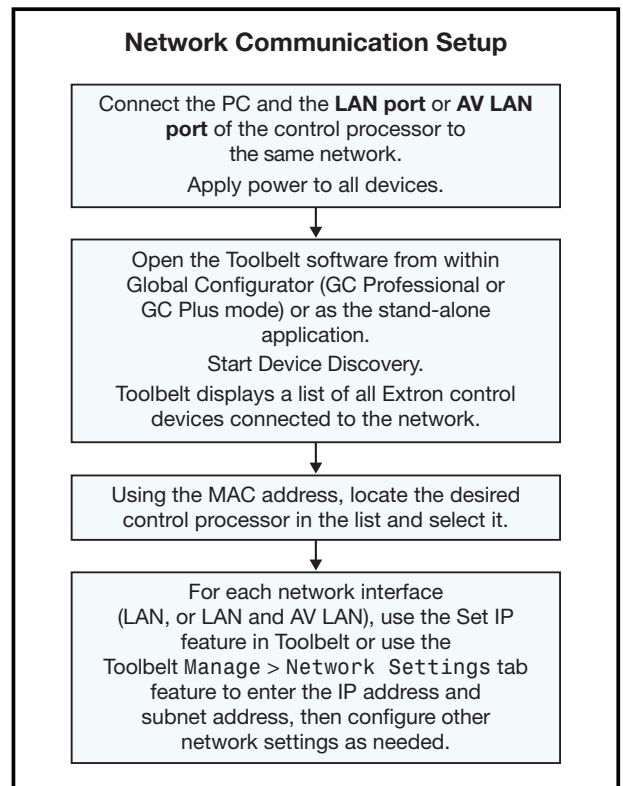 Network Communication Setup
Connect the PC and the LAN port or AV LAN
port of the control processor to
the same network.
Apply power to all devices.
Open the Toolbelt software from within
Global Configurator (GC Professional or
GC Plus mode) or as the stand-alone
application.
Start Device Discovery.
Toolbelt displays a list of all Extron control
devices connected to the network.
Using the MAC address, locate the desired
control processor in the list and select it.
For each network interface
(LAN, or LAN and AV LAN), use the Set IP
feature in Toolbelt or use the
Toolbelt Manage > Network Settings tab
feature to enter the IP address and
subnet address, then configure other
network settings as needed.